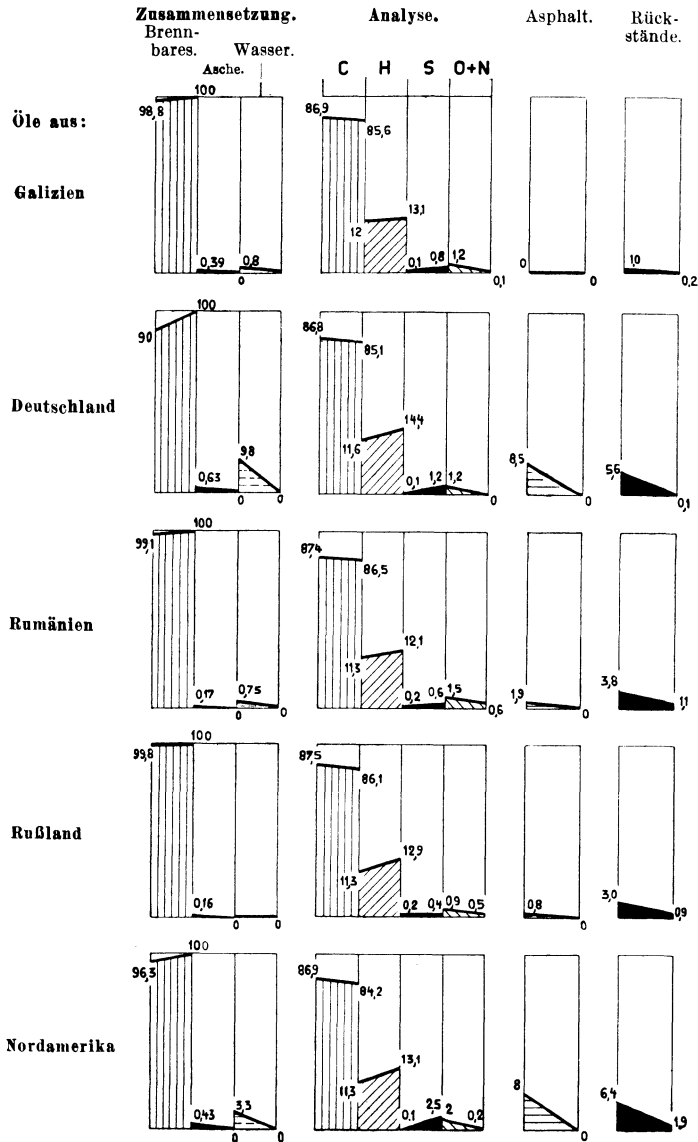 Zusammensetzung. Analyse. Asphalt. Rück-
Brenn- Wasser. stände.
bares.
Asche. C H S O+N
100
98,8 86,9 85,6
Öle aus:
Galizien
12 13,1
0,39 0,8 0,1 0,8 1,2 0 1,0
0 0,1 0 0,2
100
90 86,8 85,1
Deutschland
11,6 14,4
9,8 8,5 5,6
0,63 0,1 1,2 1,2
0 0 0 0 0,1
100
99,1 87,4 86,5
Rumänien
11,3 12,1
0,17 0,75 0,2 0,6 1,5 1,9 3,8
0 0 0,6 0 1,1
100
99,8 87,5 86,1
Rußland
11,3 12,9
0,16 0,2 0,4 0,9 0,5 0,8 3,0
0 0 0 0,9
100
96,3 86,9 84,2
Nordamerika
11,3 13,1
0,43 3,3 0,1 2,5 2 0,2 8 6,4
0 0 0 1,9